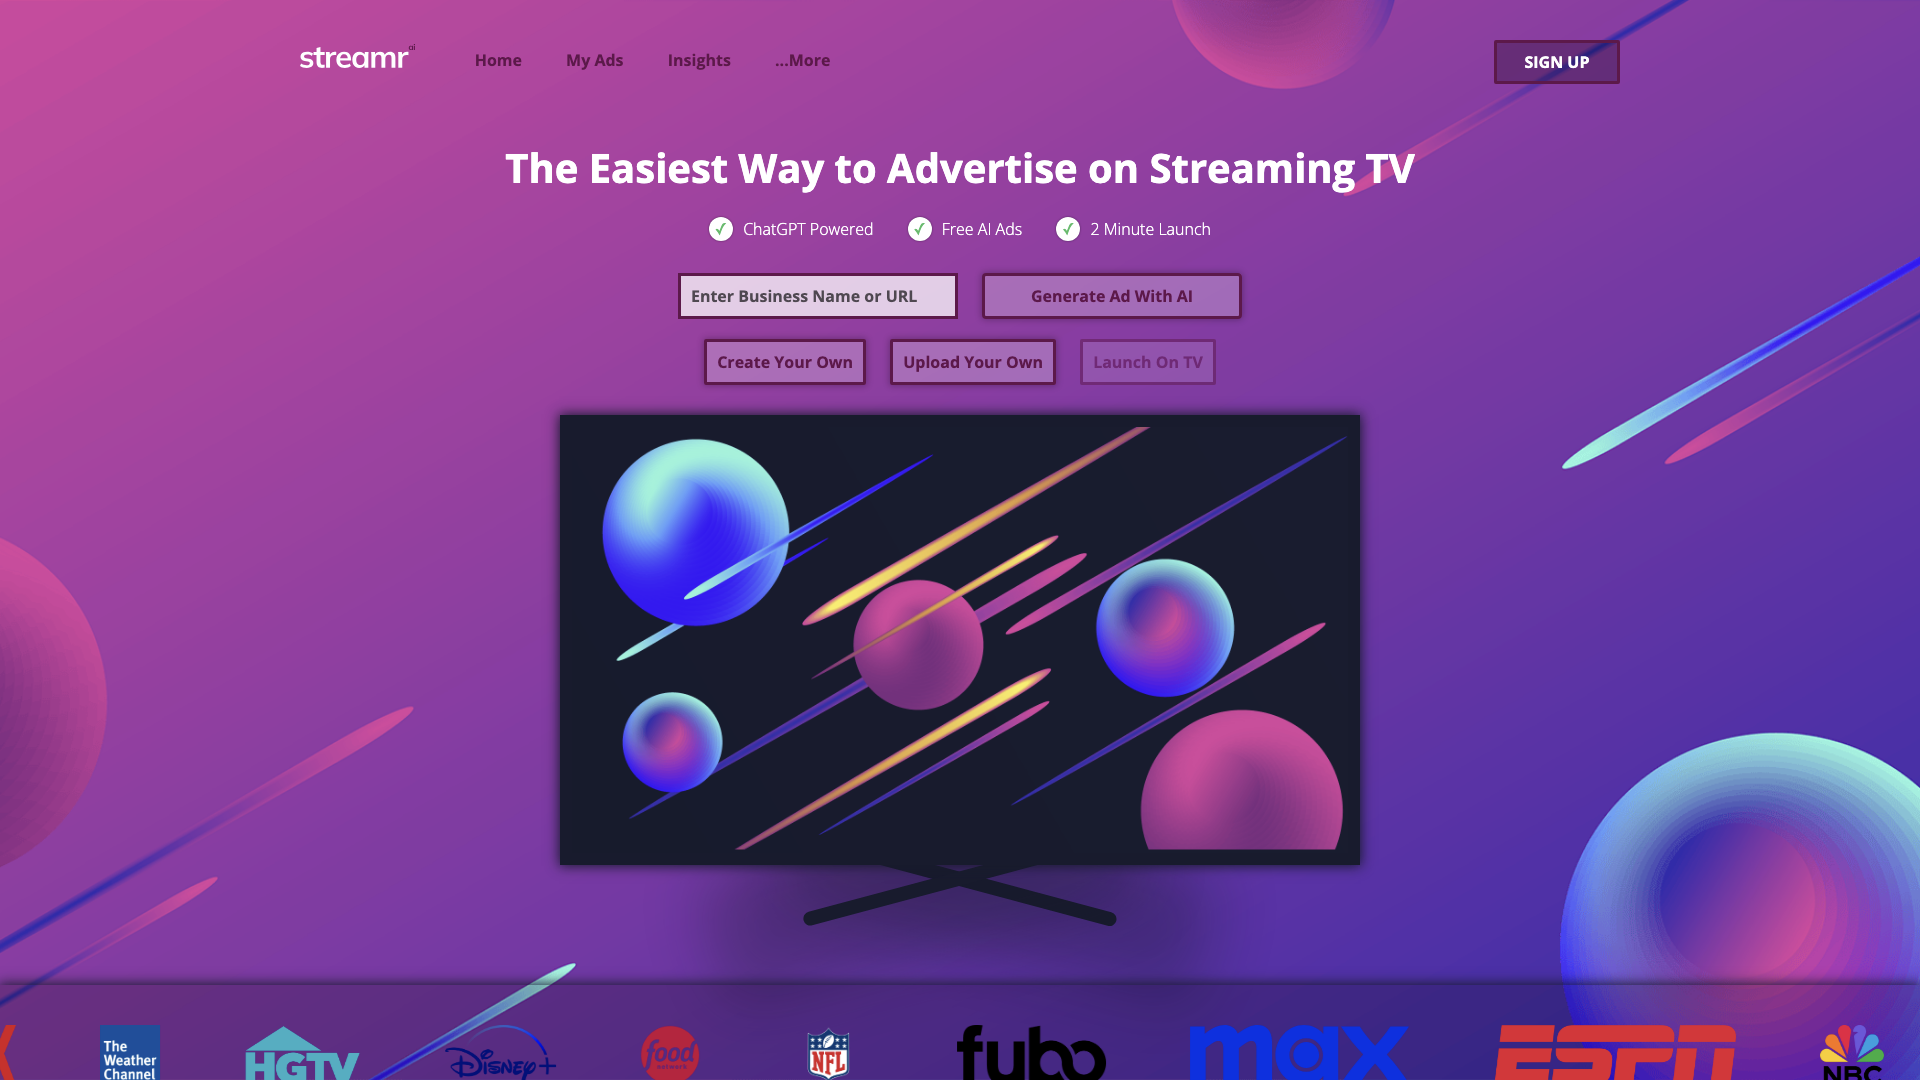 streamr ai
Home My Ads Insights ...More
SIGN UP
The Easiest Way to Advertise on Streaming TV
ChatGPT Powered Free AI Ads 2 Minute Launch
Enter Business Name or URL Generate Ad With AI
Create Your Own Upload Your Own Launch On TV
The
Weather
Channel
HGTV
Disney+
food
network
NFL
fubo
max
ESPN
NBC